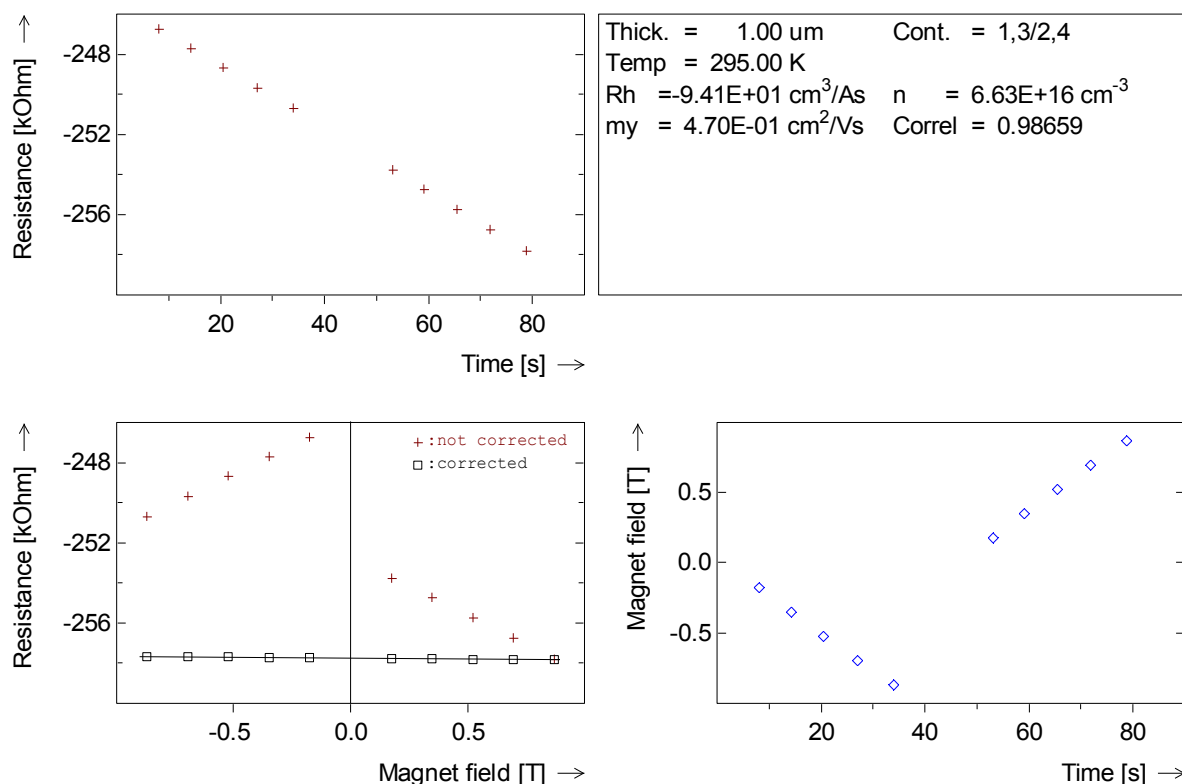 Resistance [kOhm]
-248
-252
-256
20 40 60 80
Time [s]
Thick. = 1.00 um Cont. = 1,3/2,4
Temp = 295.00 K
Rh =-9.41E+01 cm³/As n = 6.63E+16 cm⁻³
my = 4.70E-01 cm²/Vs Correl = 0.98659
Resistance [kOhm]
-248
-252
-256
:not corrected
:corrected
-0.5 0.0 0.5
Magnet field [T]
Magnet field [T]
0.5
0.0
-0.5
20 40 60 80
Time [s]